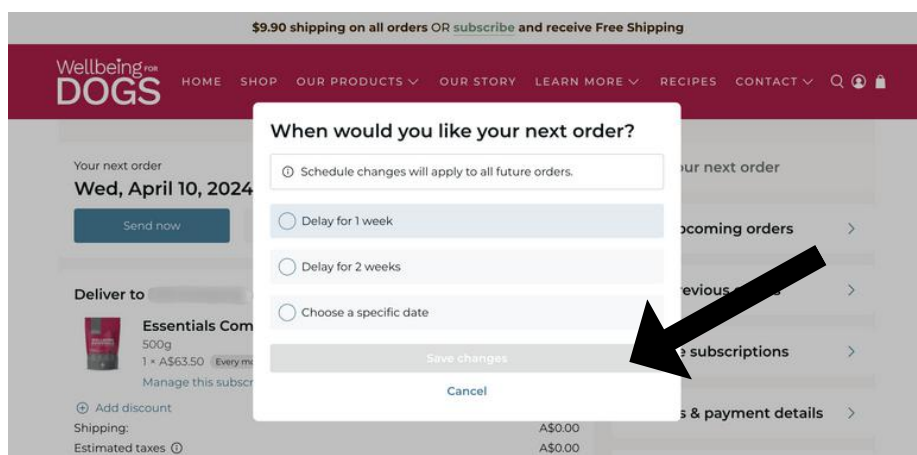 $9.90 shipping on all orders OR subscribe and receive Free Shipping
Wellbeing FOR
DOGS
HOME SHOP OUR PRODUCTS OUR STORY LEARN MORE RECIPES CONTACT
When would you like your next order?
Schedule changes will apply to all future orders.
Delay for 1 week
Delay for 2 weeks
Choose a specific date
Save changes
Cancel
Your next order
Wed, April 10, 2024
Send now
Deliver to
Essentials Com
500g
1 × A$63.50 Every mo
Manage this subscr
Add discount
Shipping: A$0.00
Estimated taxes A$0.00
ur next order
pcoming orders
revious
e subscriptions
s & payment details